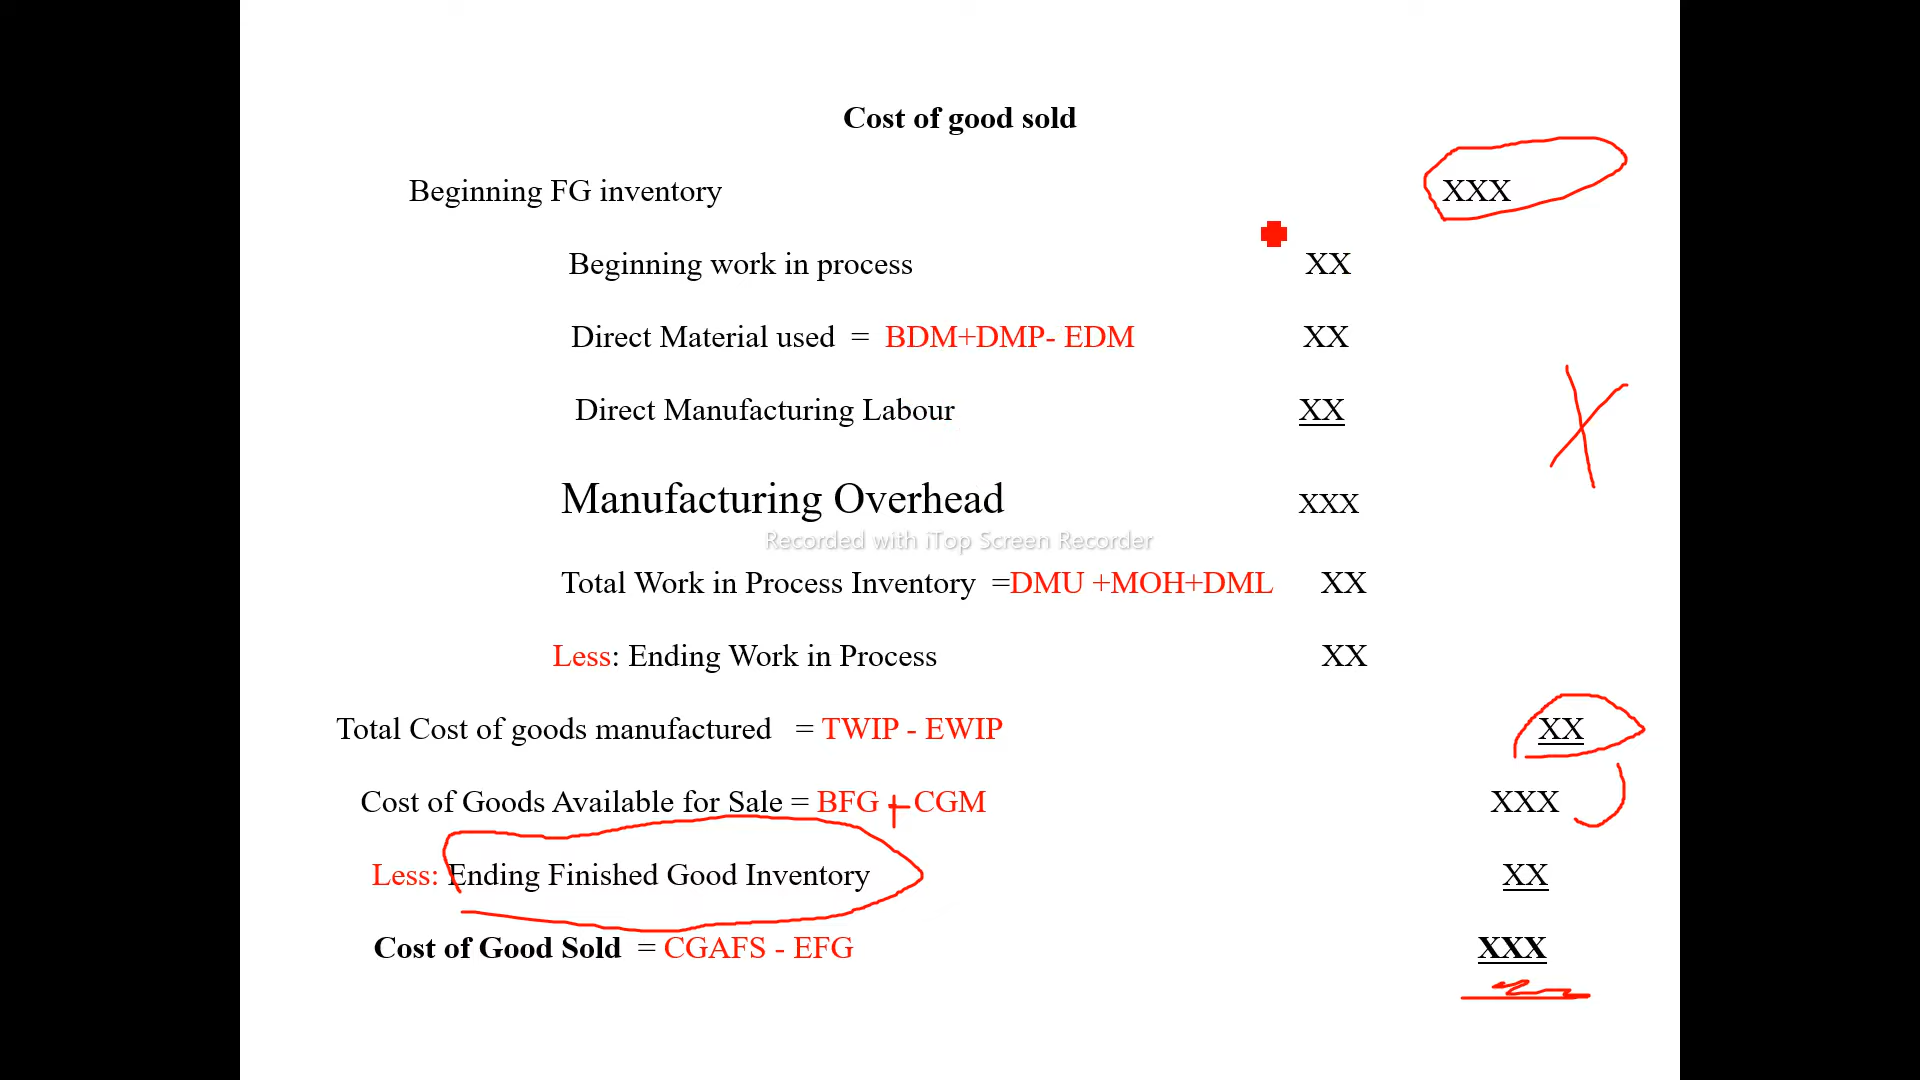 Cost of good sold
Beginning FG inventory XXX
Beginning work in process XX
Direct Material used = BDM+DMP- EDM XX
Direct Manufacturing Labour XX
Manufacturing Overhead XXX
Recorded with iTop Screen Recorder
Total Work in Process Inventory =DMU +MOH+DML XX
Less: Ending Work in Process XX
Total Cost of goods manufactured = TWIP - EWIP XX
Cost of Goods Available for Sale = BFG + CGM XXX
Less: Ending Finished Good Inventory XX
Cost of Good Sold = CGAFS - EFG XXX